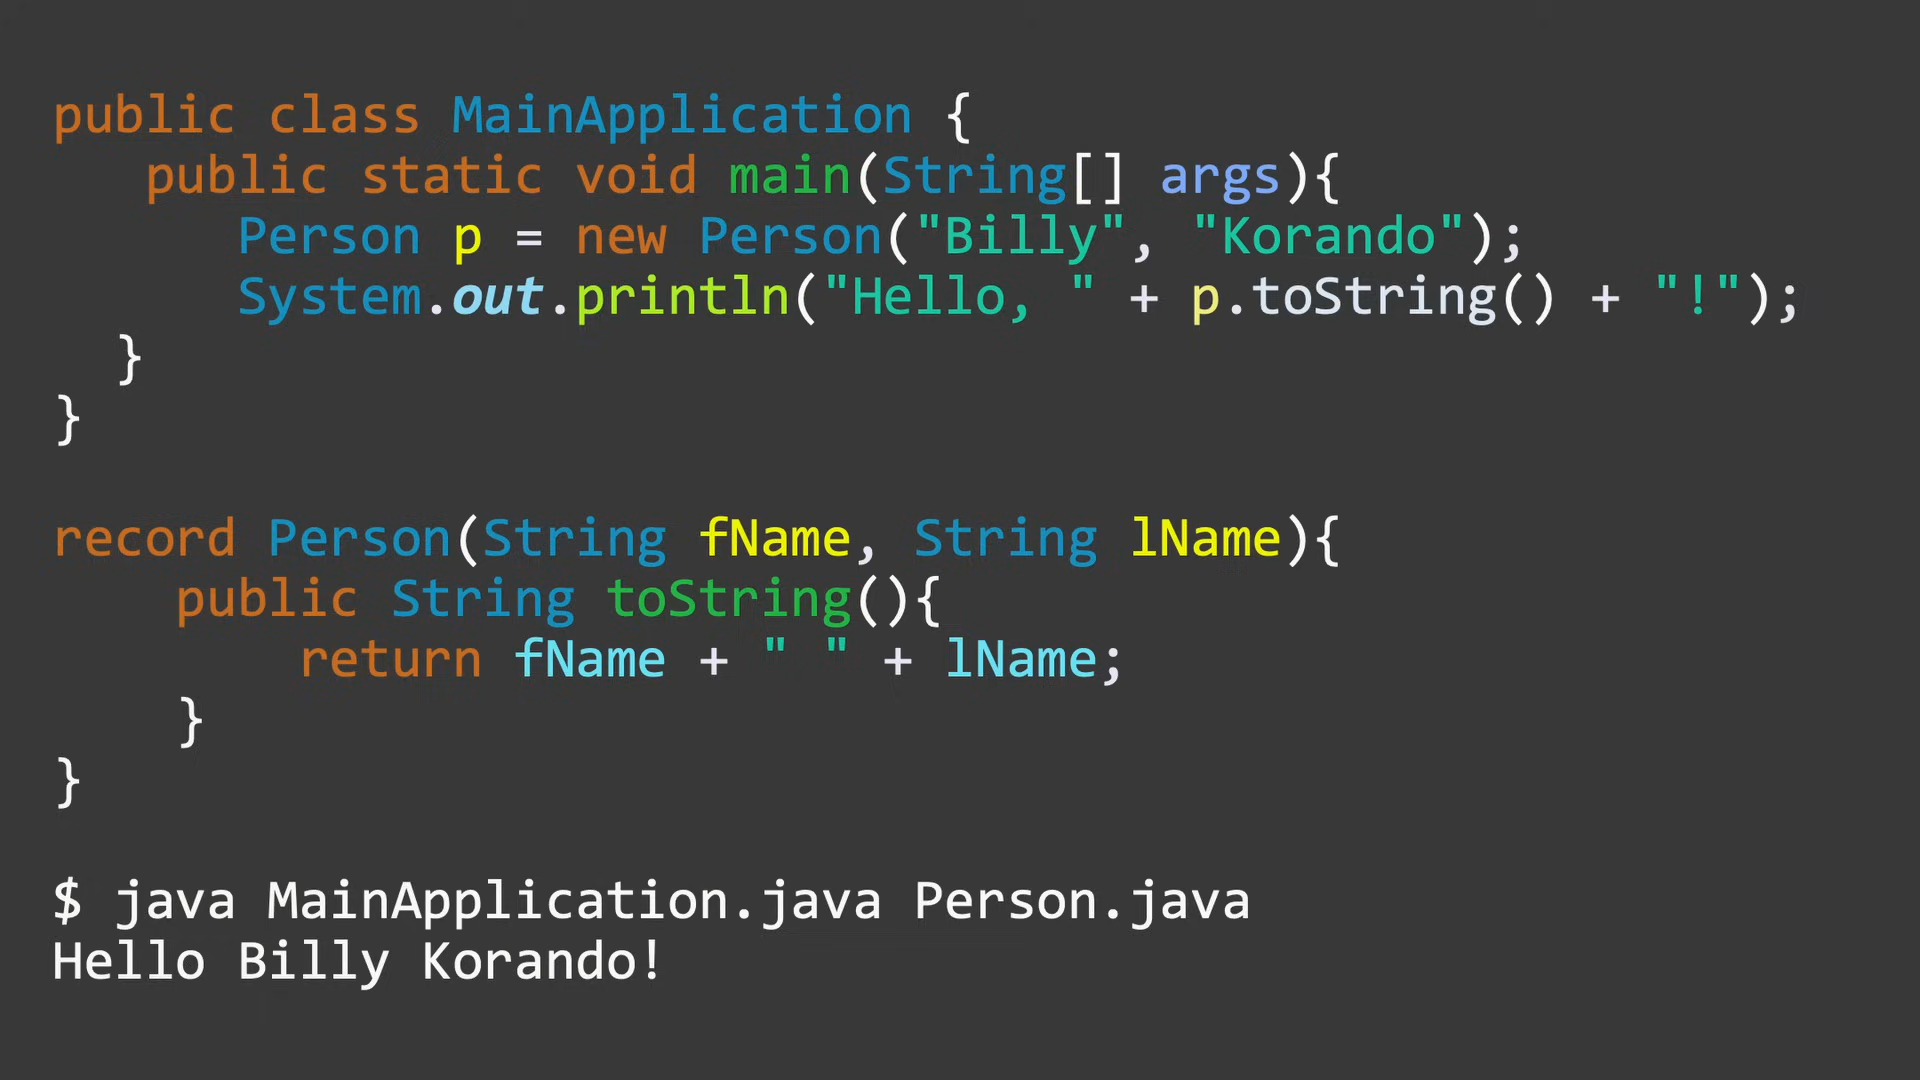 public class MainApplication {
public static void main(String[] args){
Person p = new Person("Billy", "Korando");
System.out.println("Hello, " + p.toString() + "!");
}
}
record Person(String fName, String lName){
public String toString(){
return fName + " " + lName;
}
}
$ java MainApplication.java Person.java
Hello Billy Korando!